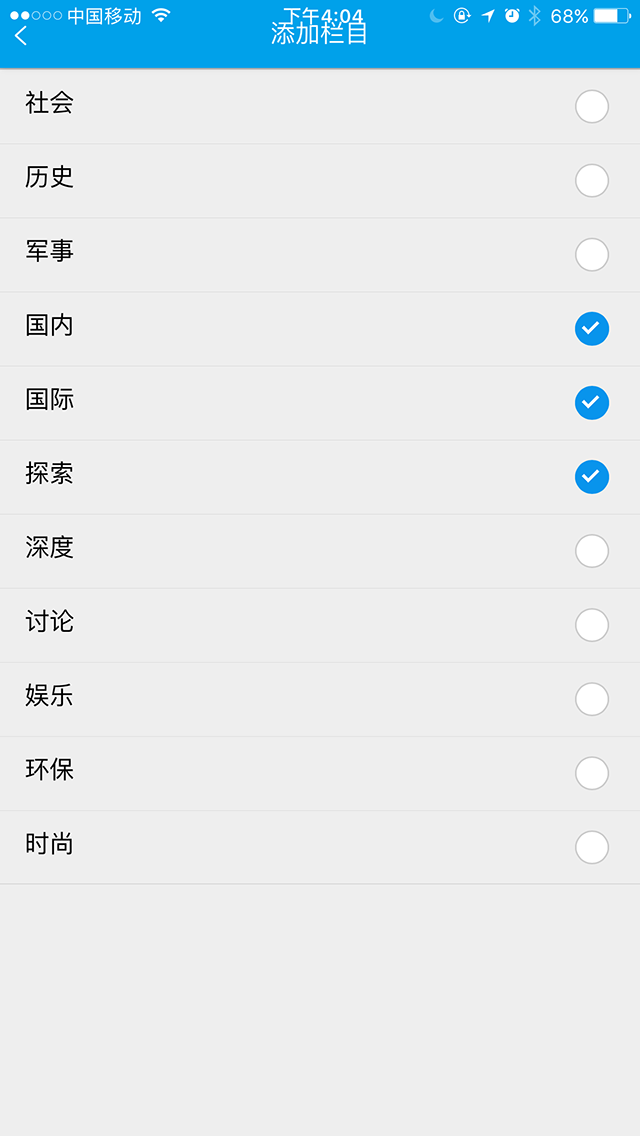 中国移动 下午4:04 68%
添加栏目
社会
历史
军事
国内
国际
探索
深度
讨论
娱乐
环保
时尚